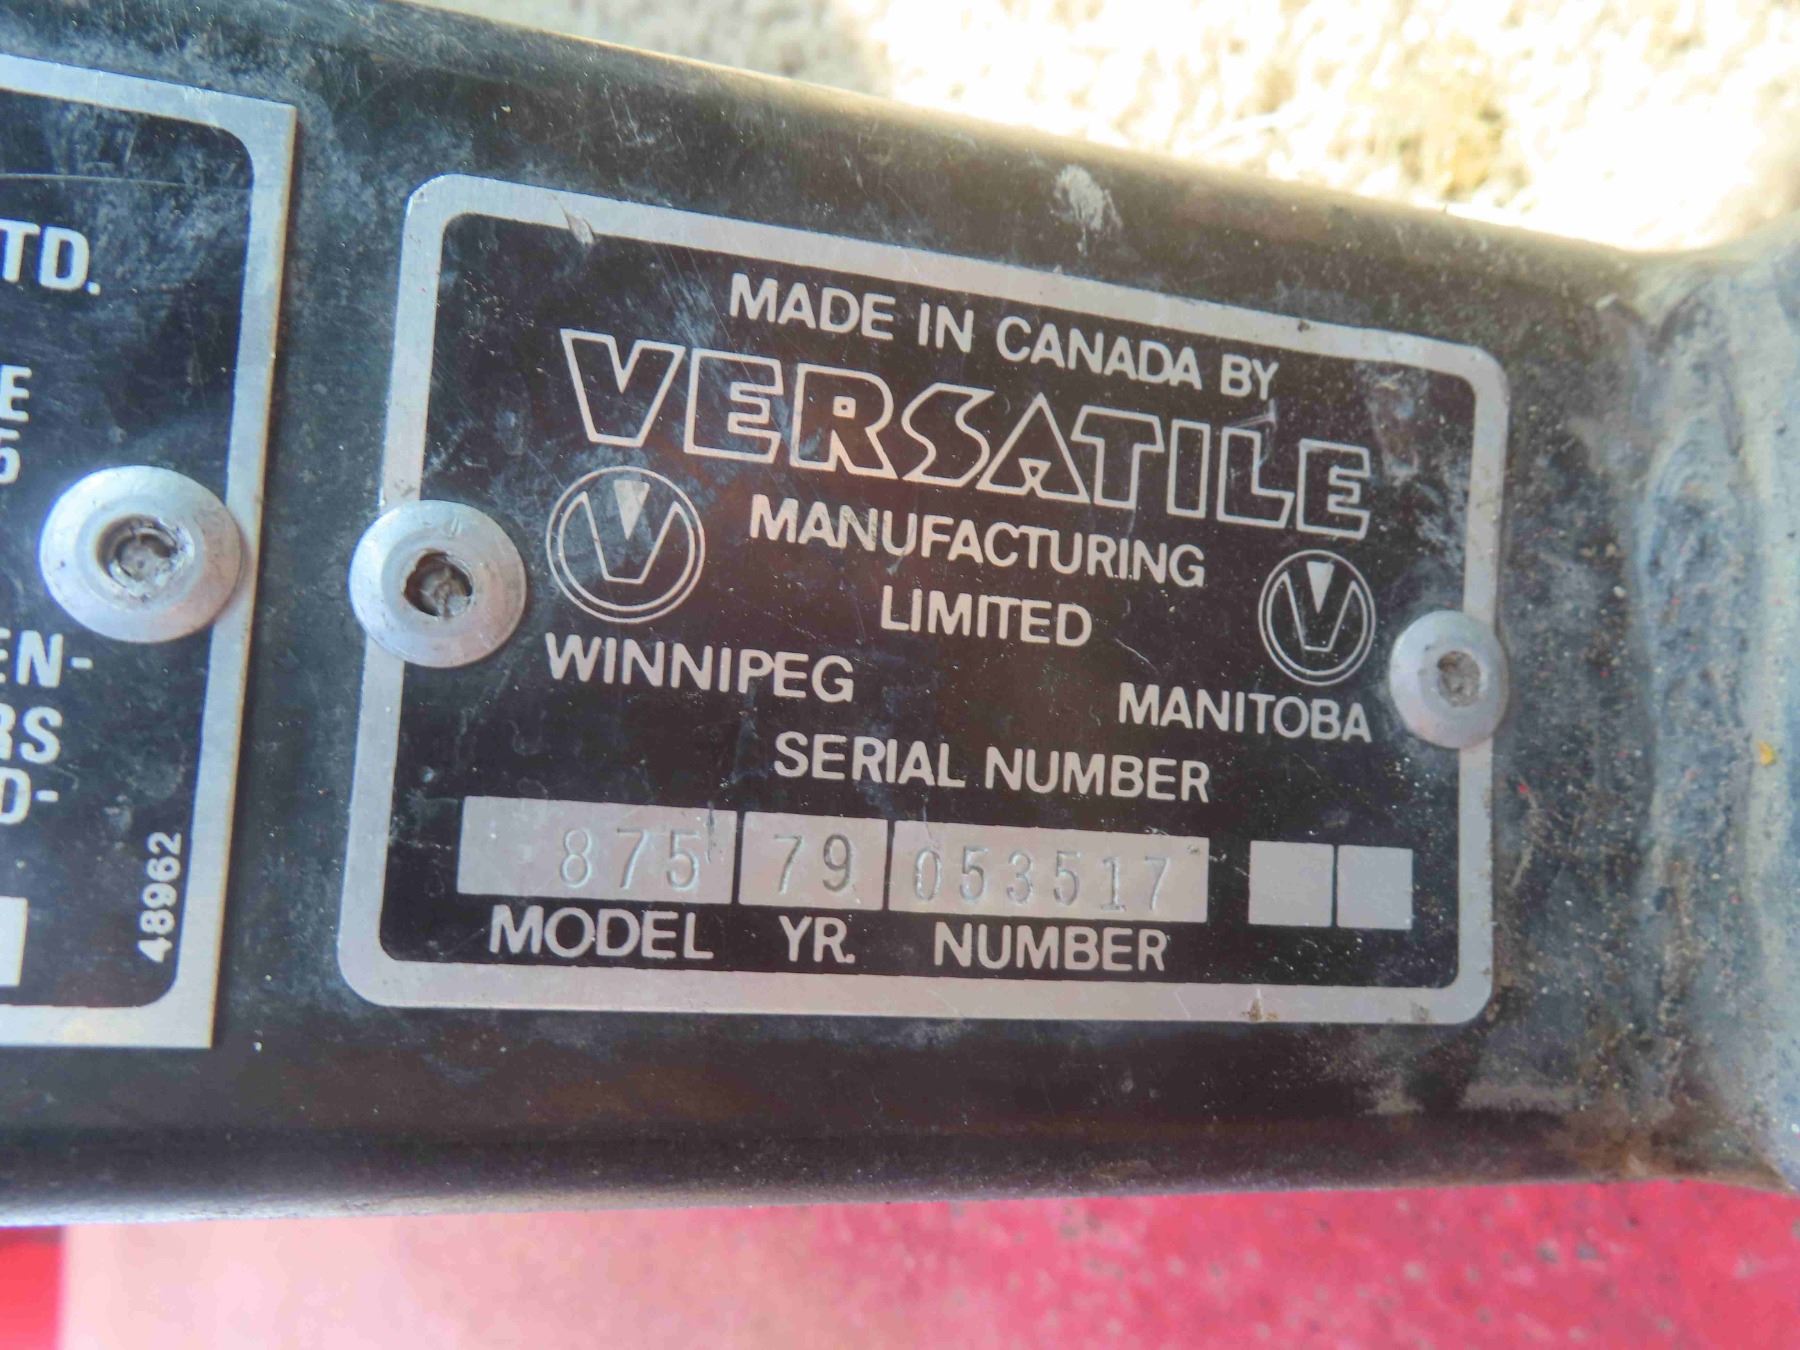 TD.
E
EN-
RS
D-
48962
MADE IN CANADA BY
VERSATILE
MANUFACTURING
LIMITED
WINNIPEG MANITOBA
SERIAL NUMBER
875 79 053517
MODEL YR. NUMBER